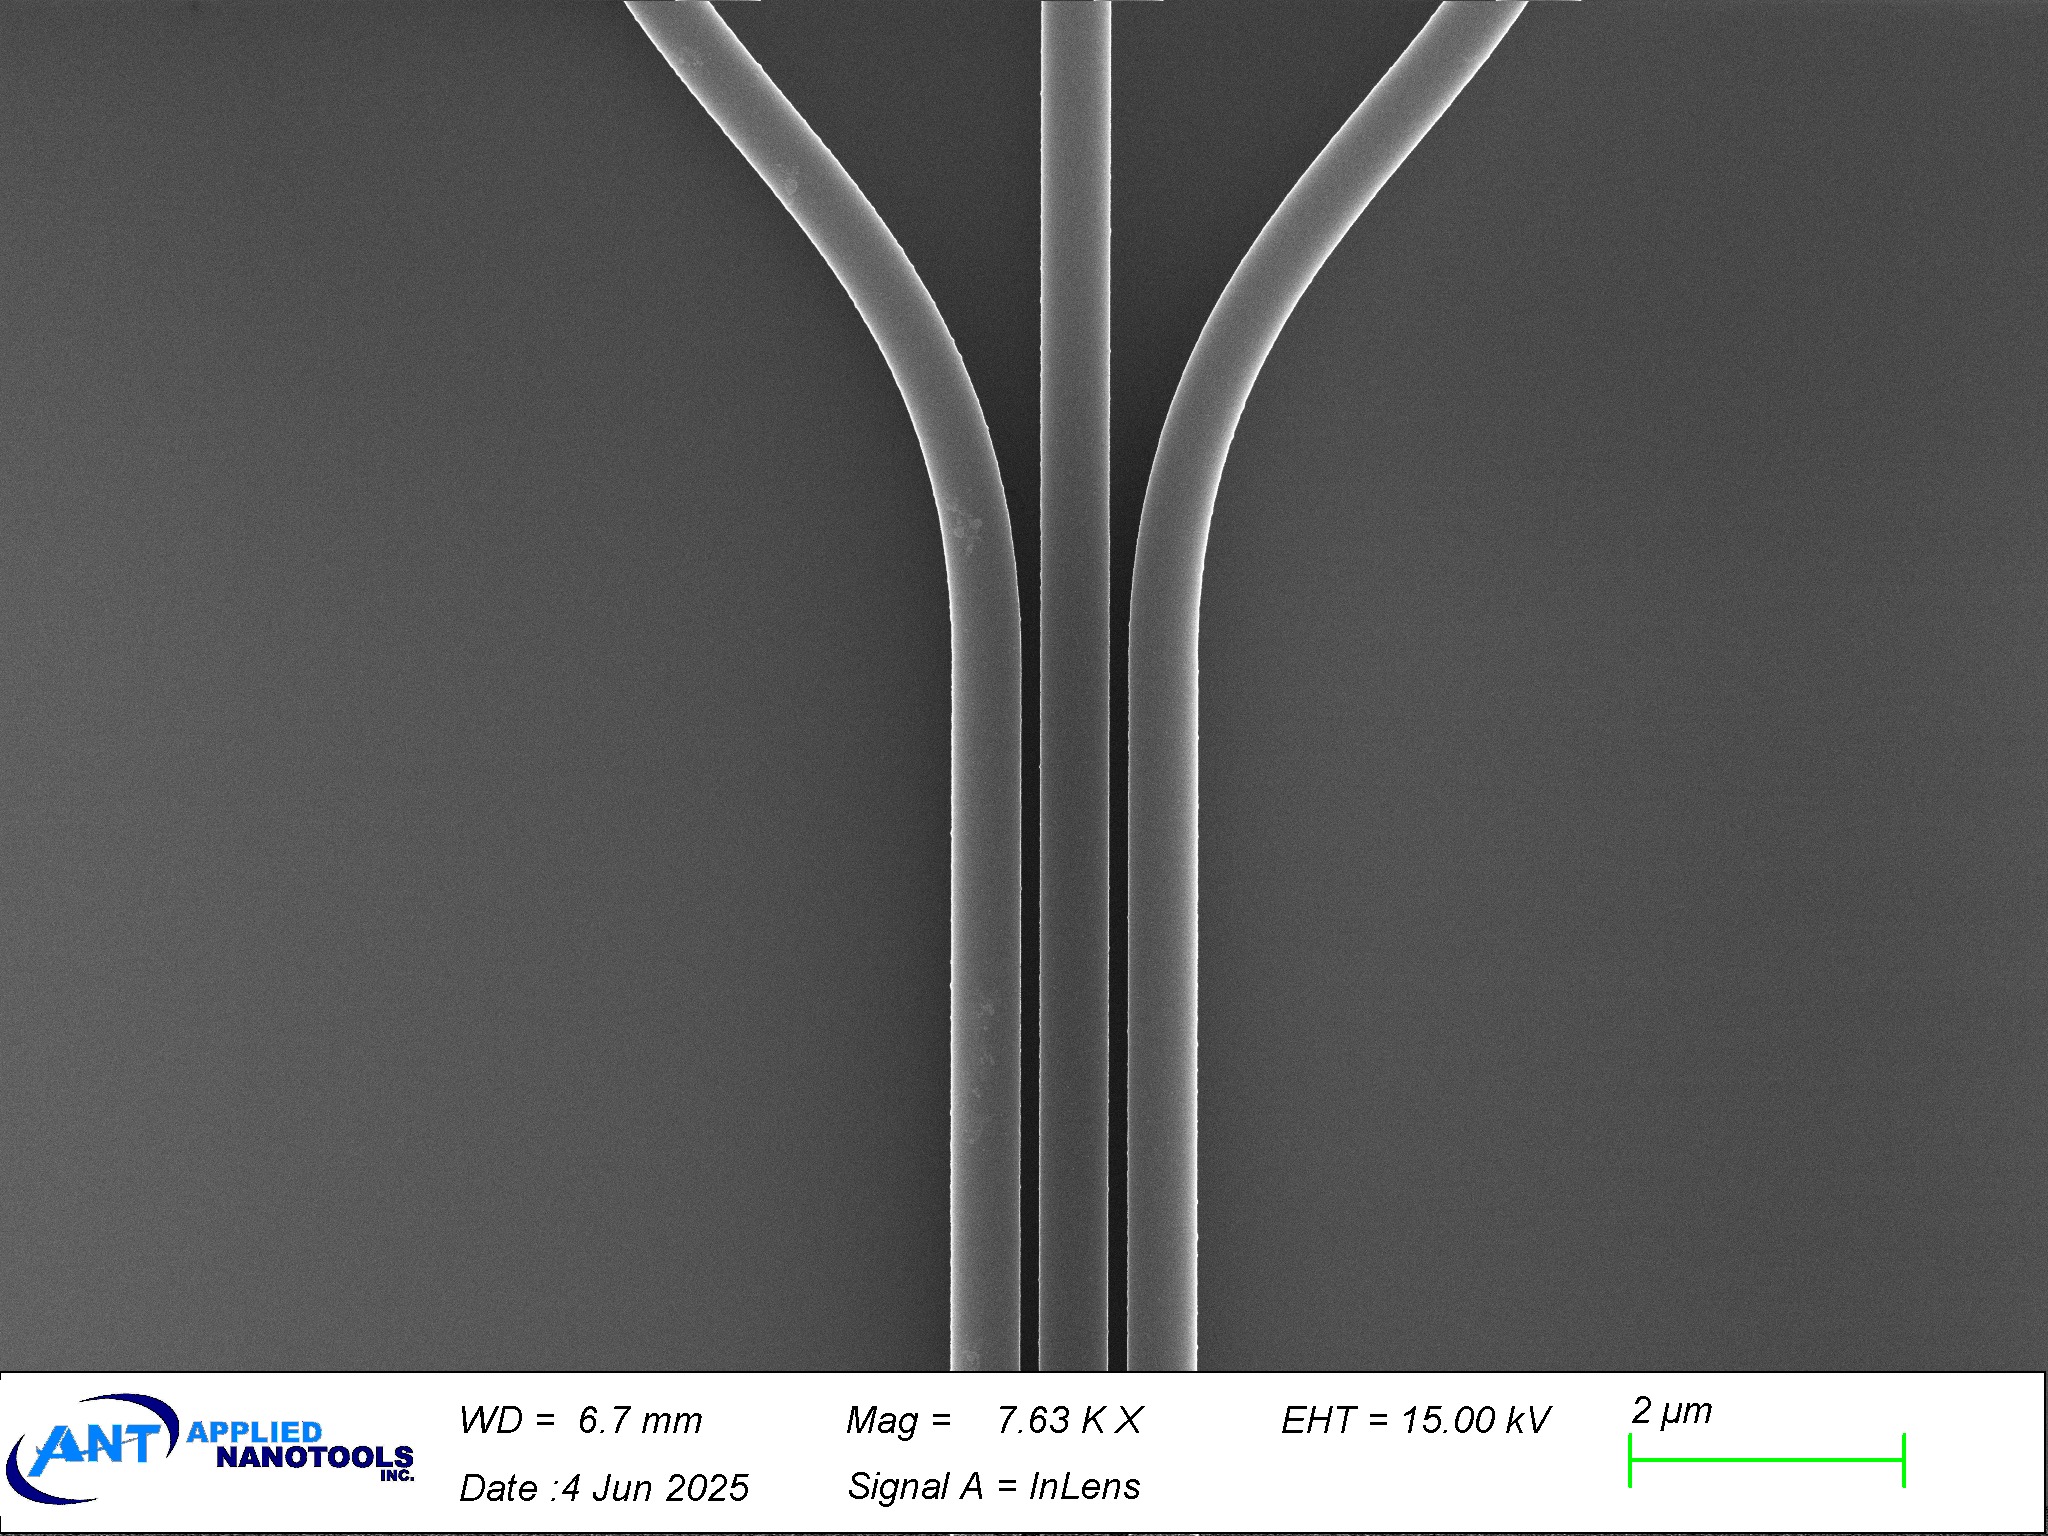 ANT APPLIED
NANOTOOLS
INC.
WD = 6.7 mm
Mag = 7.63 K X
EHT = 15.00 kV
2 µm
Date :4 Jun 2025
Signal A = InLens